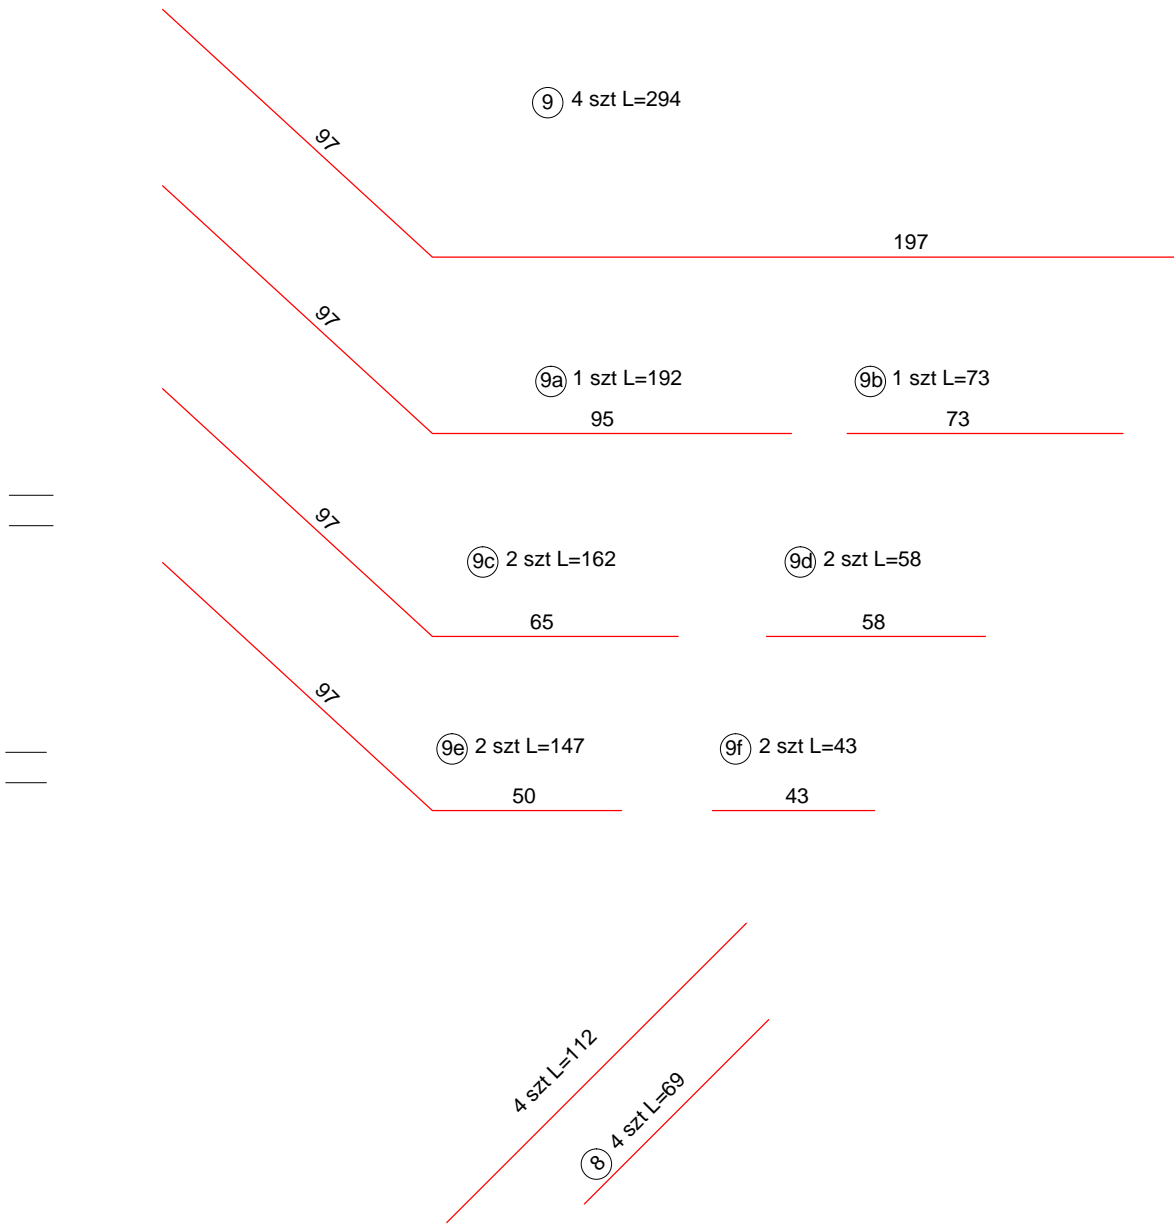 97
9 4 szt L=294
197
97
9a 1 szt L=192
9b 1 szt L=73
95
73
97
9c 2 szt L=162
9d 2 szt L=58
65
58
97
9e 2 szt L=147
9f 2 szt L=43
50
43
4 szt L=112
8 4 szt L=69